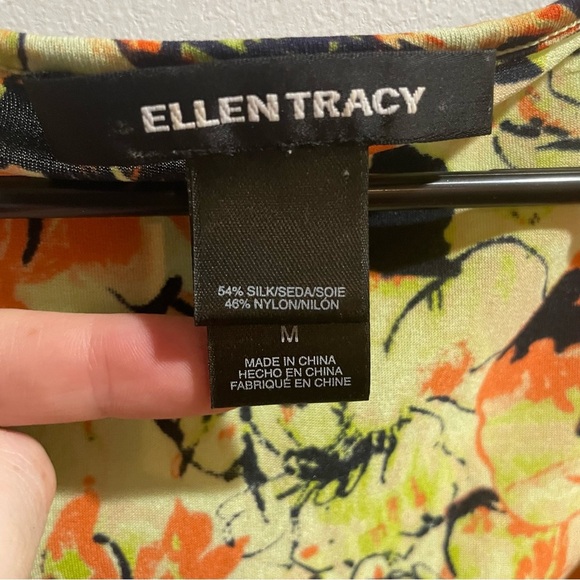 ELLEN TRACY
54% SILK/SEDA/SOIE
46% NYLON/NILÓN
M
MADE IN CHINA
HECHO EN CHINA
FABRIQUÉ EN CHINE